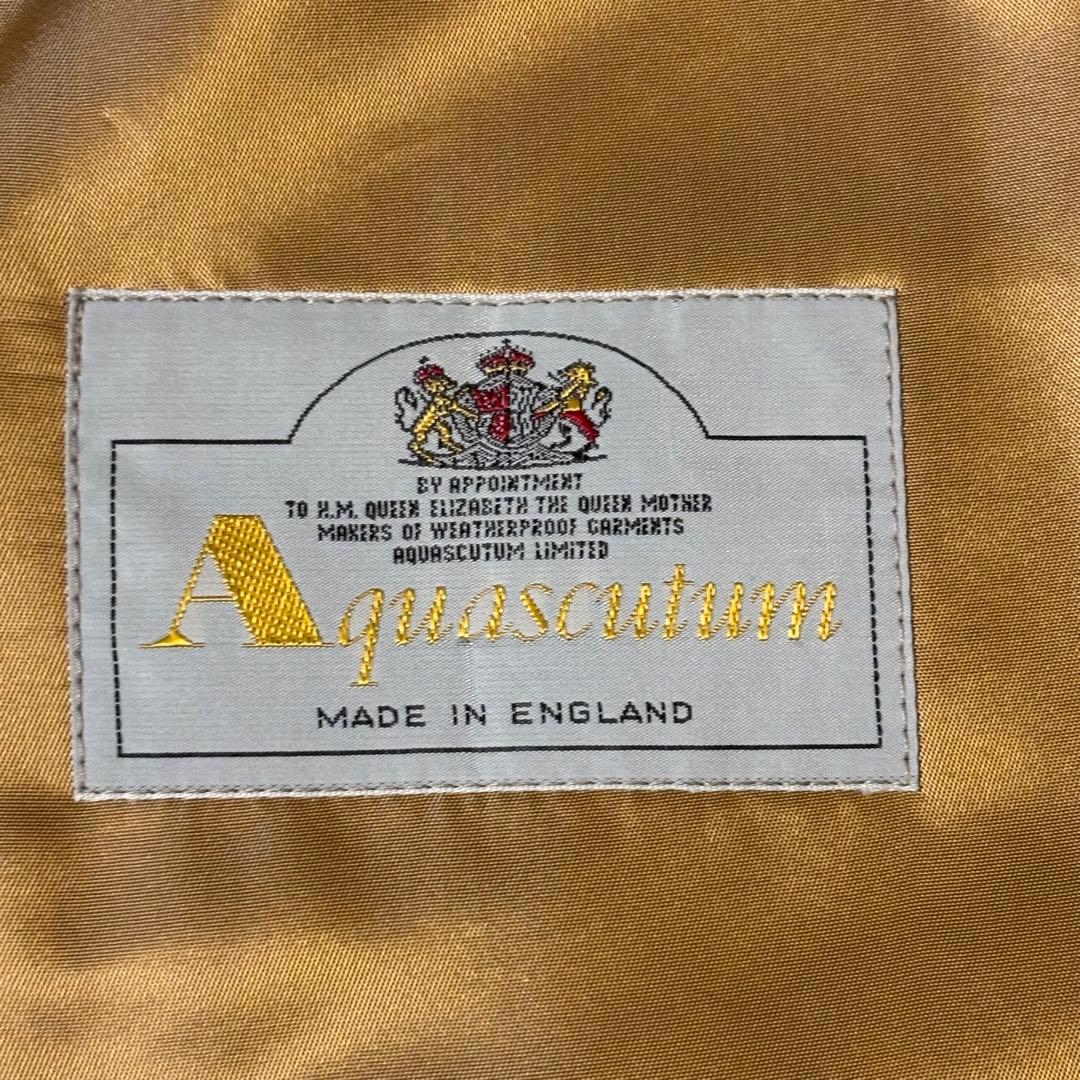 BY APPOINTMENT
TO H.M. QUEEN ELIZABETH THE QUEEN MOTHER
MAKERS OF WEATHERPROOF GARMENTS
AQUASCUTUM LIMITED
Aquascutum
MADE IN ENGLAND